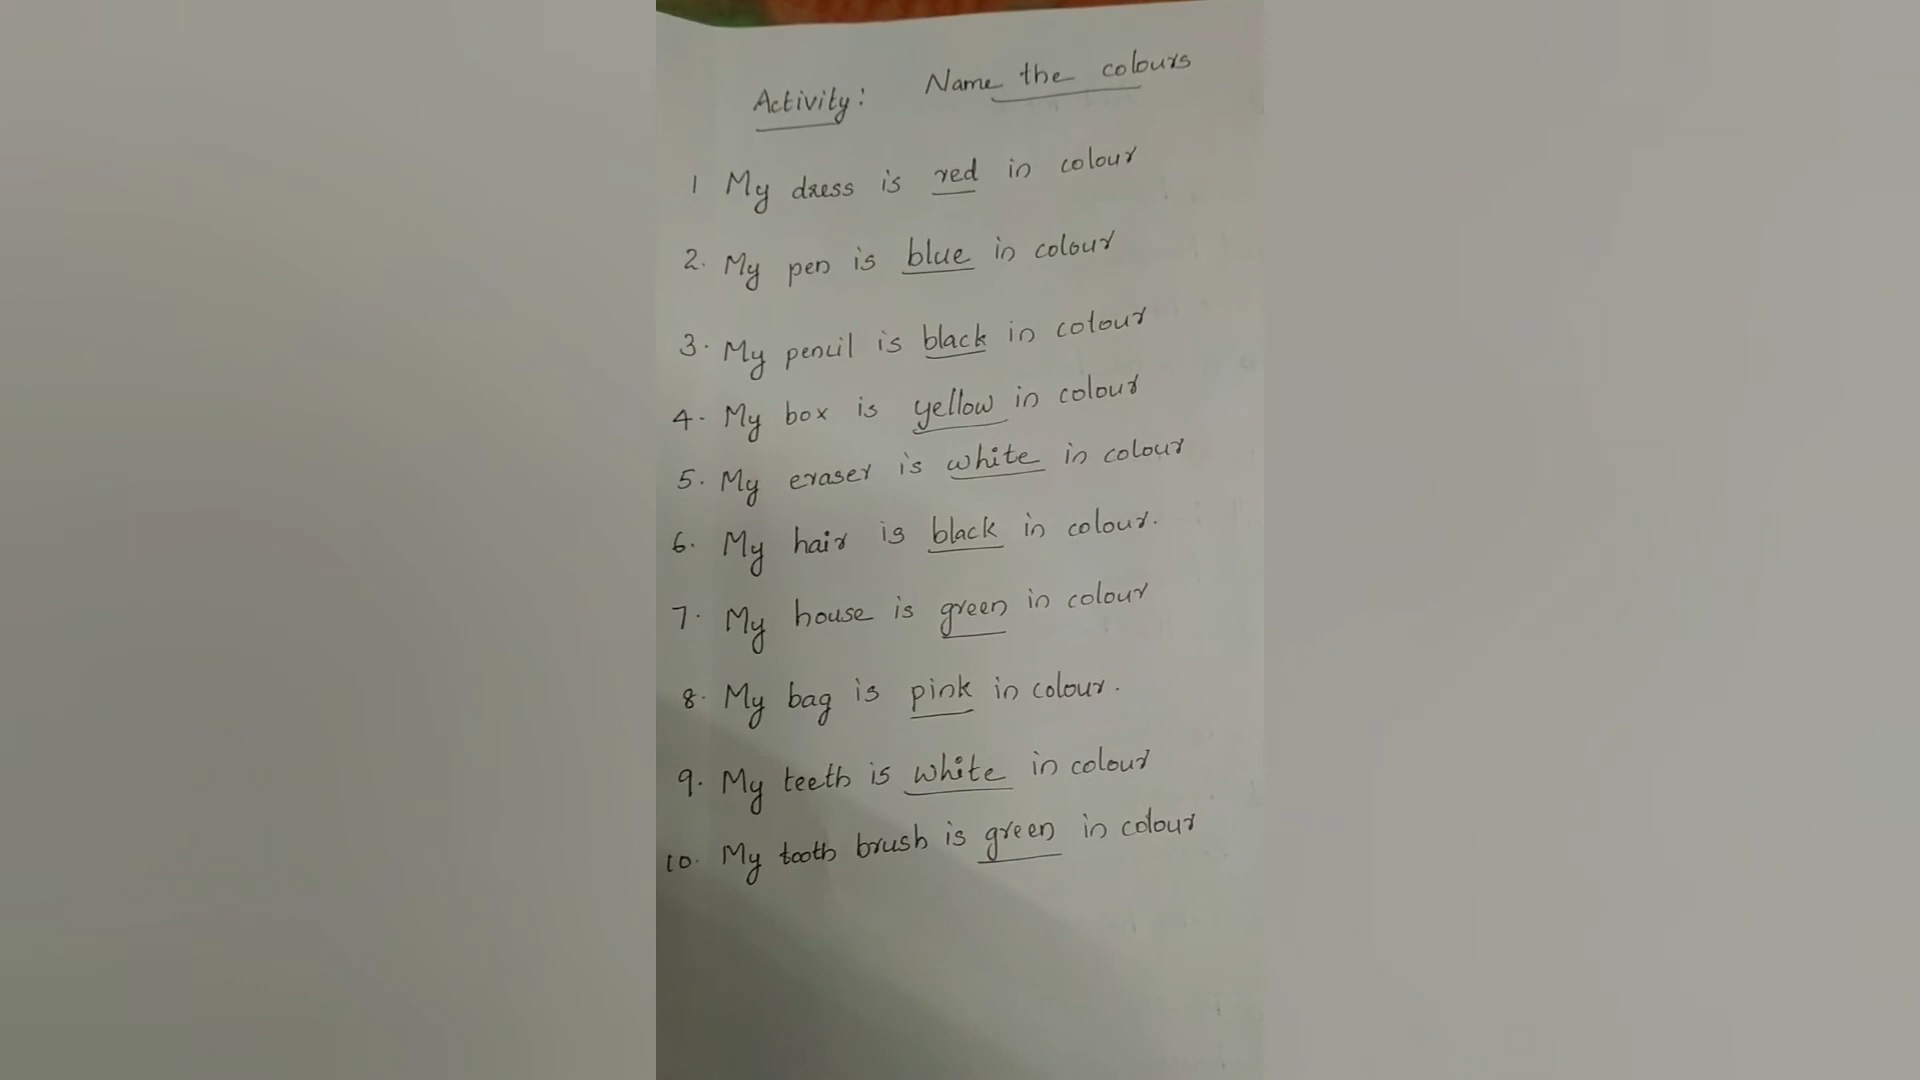 Activity: Name the colours
1 My dress is red in colour
2. My pen is blue in colour
3. My pencil is black in colour
4. My box is yellow in colour
5. My eraser is white in colour
6. My hair is black in colour.
7. My house is green in colour
8. My bag is pink in colour.
9. My teeth is white in colour
10. My tooth brush is green in colour